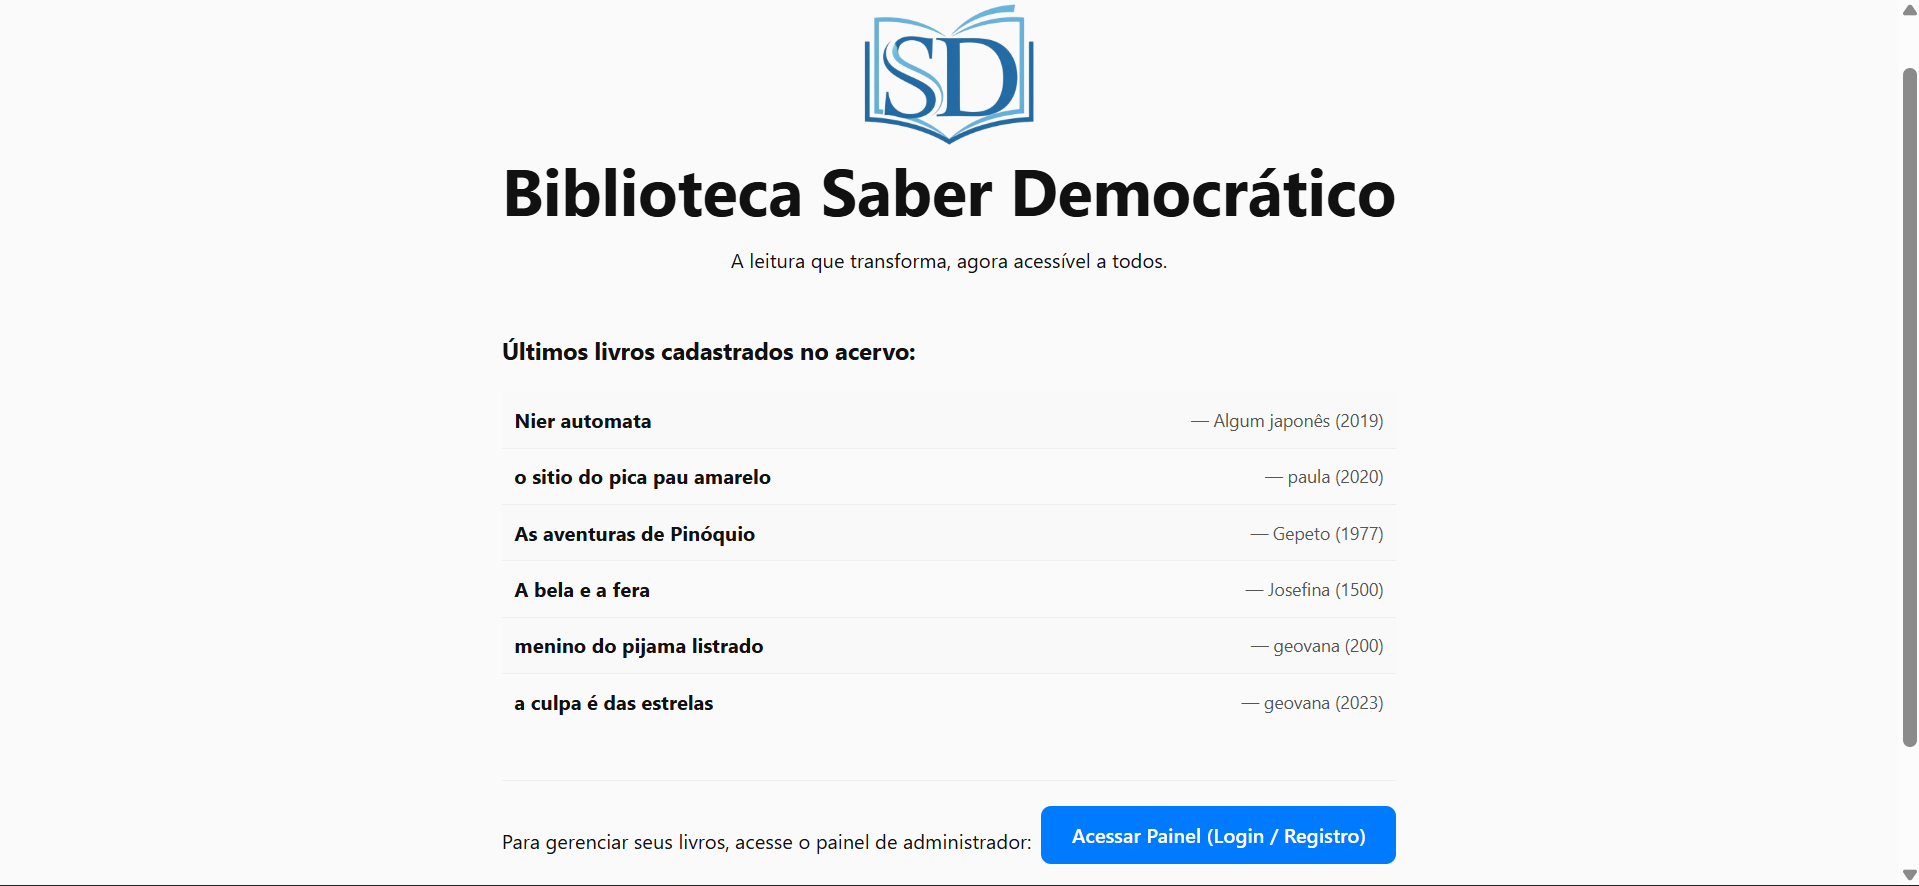 SD
Biblioteca Saber Democrático
A leitura que transforma, agora acessível a todos.
Últimos livros cadastrados no acervo:
Nier automata — Algum japonês (2019)
o sitio do pica pau amarelo — paula (2020)
As aventuras de Pinóquio — Gepeto (1977)
A bela e a fera — Josefina (1500)
menino do pijama listrado — geovana (200)
a culpa é das estrelas — geovana (2023)
Para gerenciar seus livros, acesse o painel de administrador: Acessar Painel (Login / Registro)